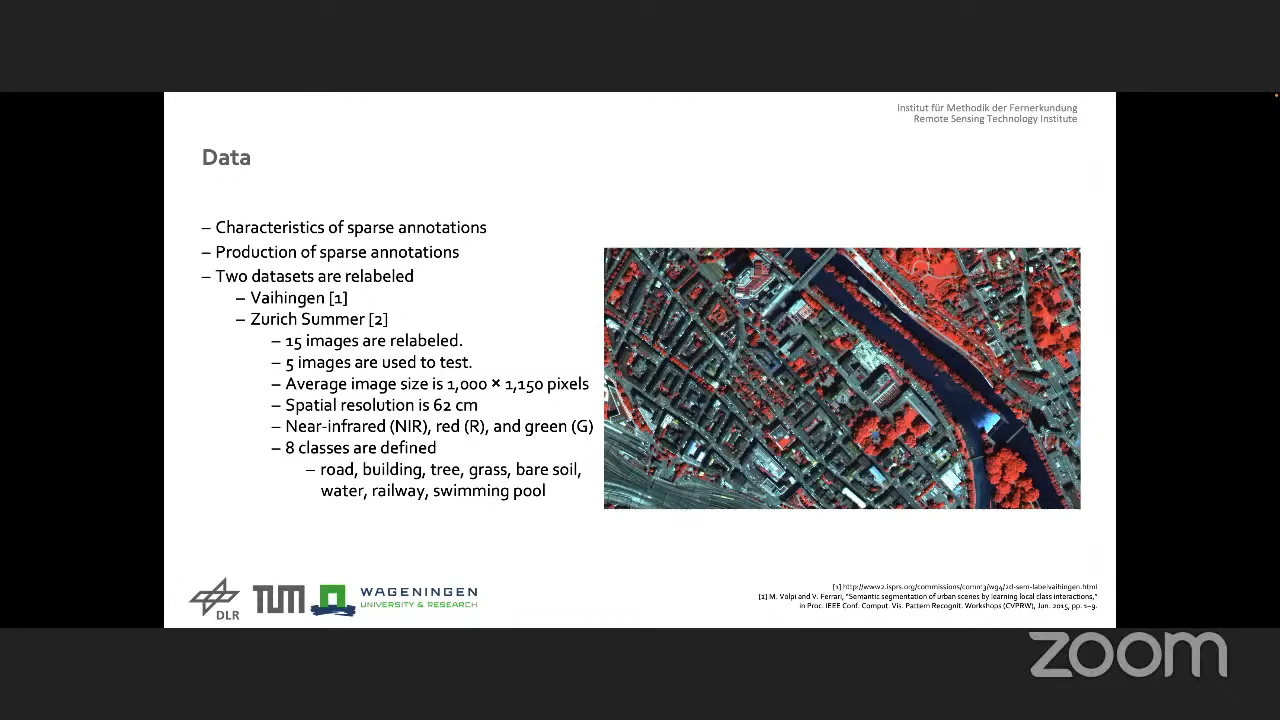 Institut für Methodik der Fernerkundung
Remote Sensing Technology Institute
Data
– Characteristics of sparse annotations
– Production of sparse annotations
– Two datasets are relabeled
– Vaihingen [1]
– Zurich Summer [2]
– 15 images are relabeled.
– 5 images are used to test.
– Average image size is 1,000 × 1,150 pixels
– Spatial resolution is 62 cm
– Near-infrared (NIR), red (R), and green (G)
– 8 classes are defined
– road, building, tree, grass, bare soil,
water, railway, swimming pool
DLR
TUM
WAGENINGEN
UNIVERSITY & RESEARCH
[1] http://www2.isprs.org/commissions/comm3/wg4/2d-sem-labelvaihingen.html
[1] M. Volpi and V. Ferrari, "Semantic segmentation of urban scenes by learning local class interactions,"
in Proc. IEEE Conf. Comput. Vis. Pattern Recognit. Workshops (CVPRW), Jun. 2015, pp. 1–9.
zoom